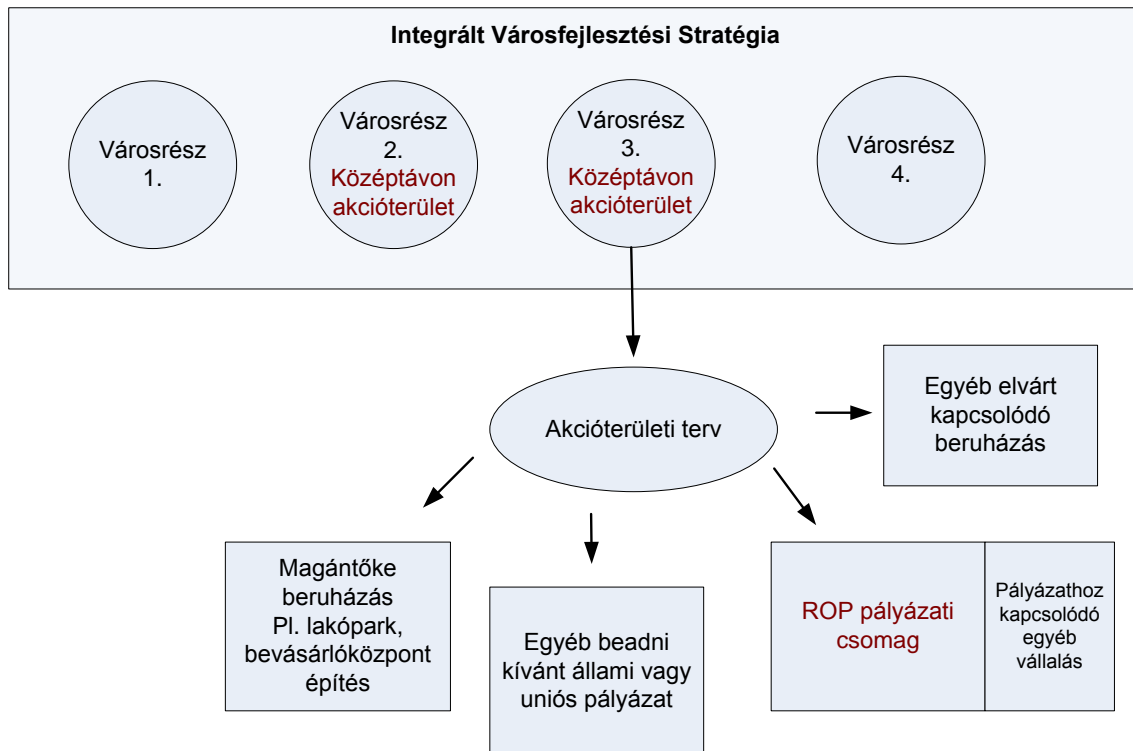 Integrált Városfejlesztési Stratégia
Városrész
1.
Városrész
2.
Középtávon
akcióterület
Városrész
3.
Középtávon
akcióterület
Városrész
4.
Akcióterületi terv
Egyéb elvárt
kapcsolódó
beruházás
Magántőke
beruházás
Pl. lakópark,
bevásárlóközpont
építés
Egyéb beadni
kívánt állami vagy
uniós pályázat
ROP pályázati
csomag
Pályázathoz
kapcsolódó
egyéb
vállalás